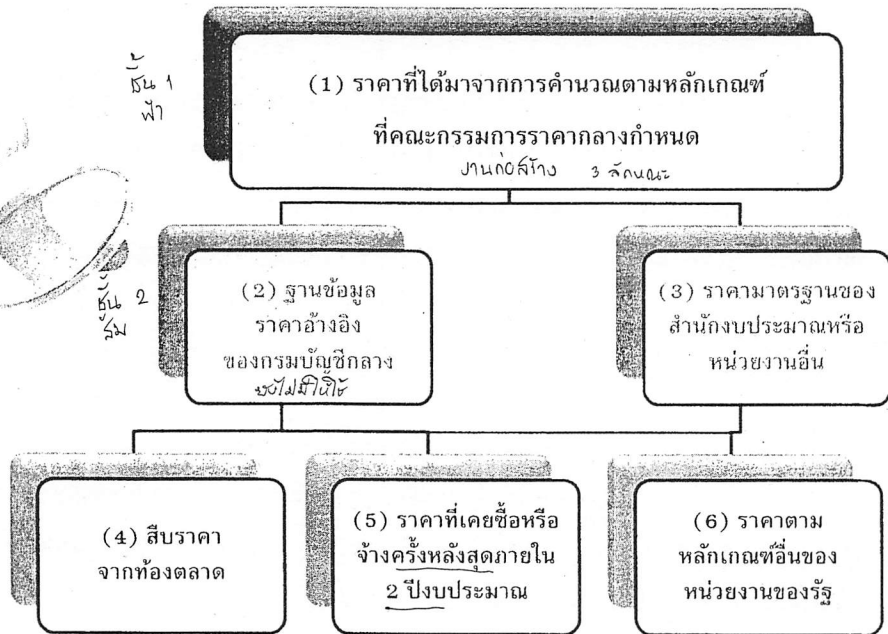 ชั้น 1
ฟ้า
(1) ราคาที่ได้มาจากการคำนวณตามหลักเกณฑ์
ที่คณะกรรมการราคากลางกำหนด
งานก่อสร้าง 3 ลักษณะ
ชั้น 2
ส้ม
(2) ฐานข้อมูล
ราคาอ้างอิง
ของกรมบัญชีกลาง
ยังไม่มีให้ใช้
(3) ราคามาตรฐานของ
สำนักงบประมาณหรือ
หน่วยงานอื่น
(4) สืบราคา
จากท้องตลาด
(5) ราคาที่เคยซื้อหรือ
จ้างครั้งหลังสุดภายใน
2 ปีงบประมาณ
(6) ราคาตาม
หลักเกณฑ์อื่นของ
หน่วยงานของรัฐ